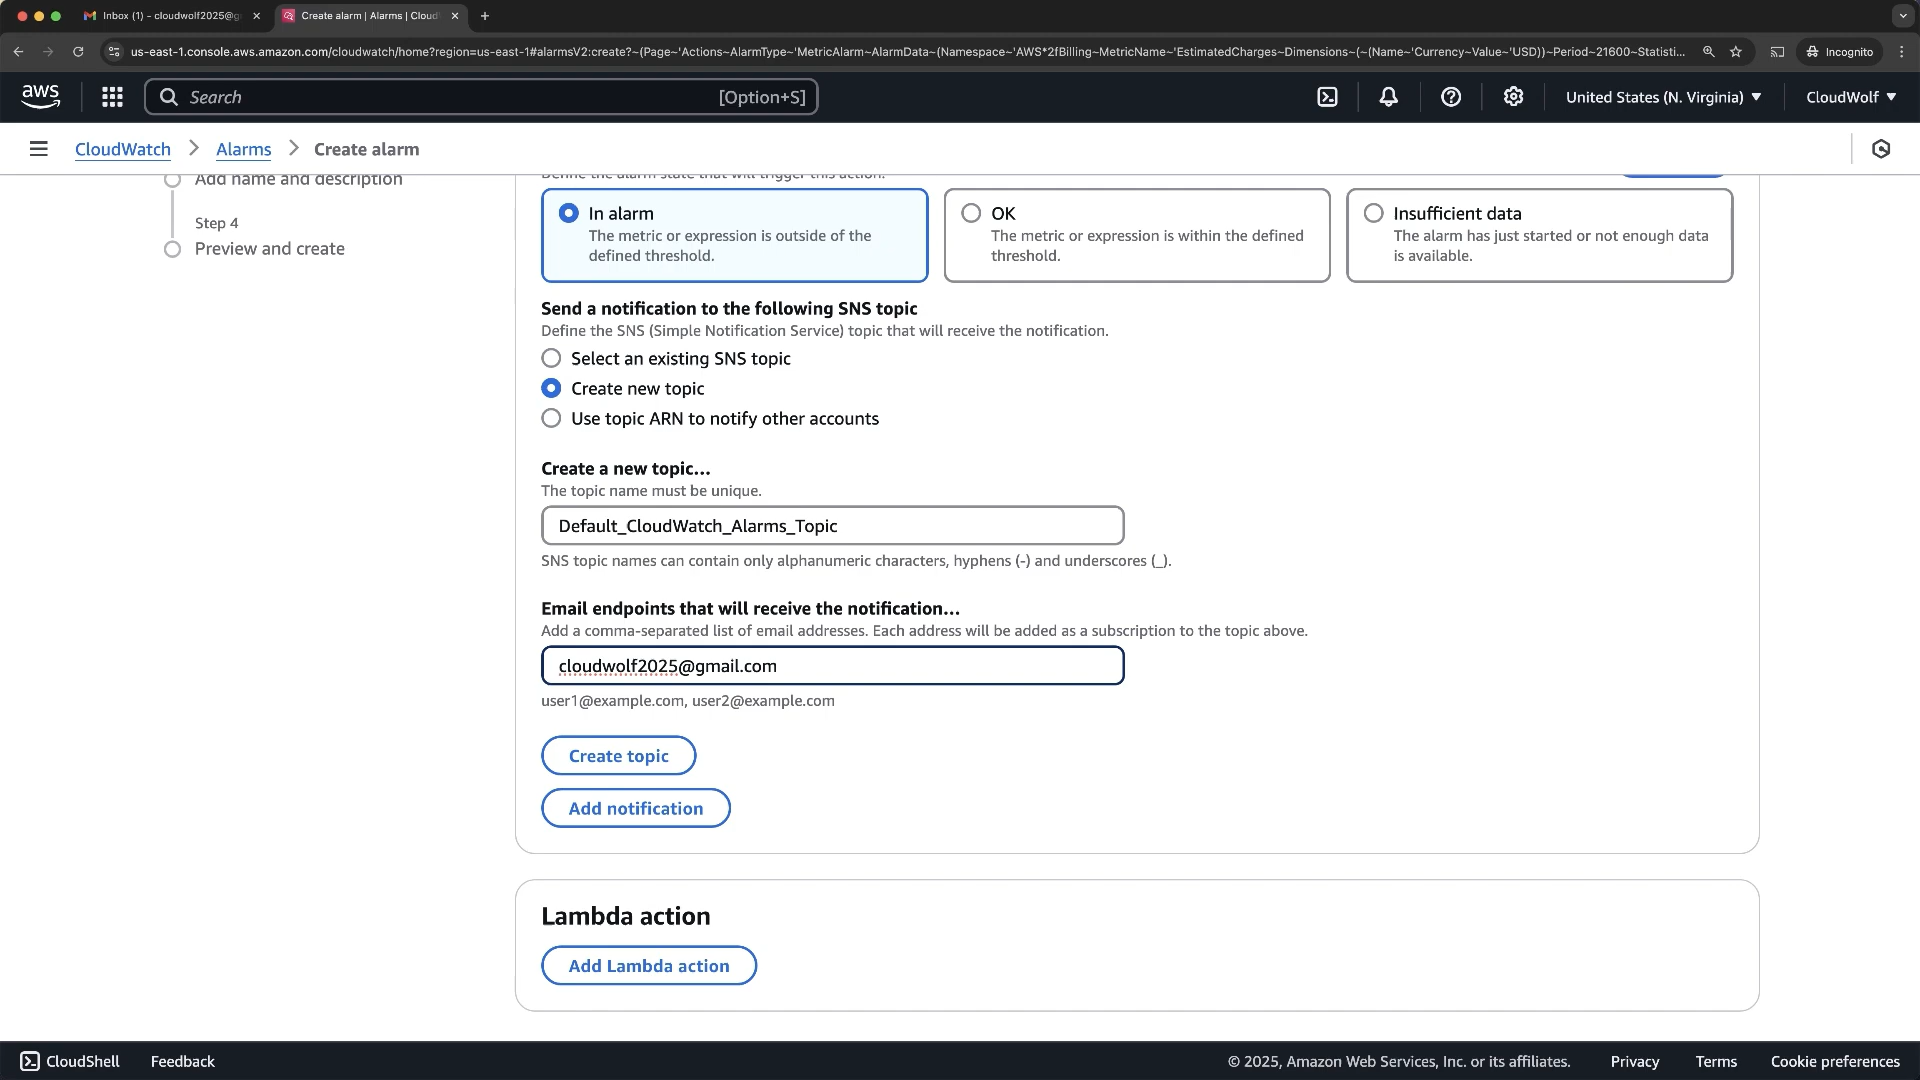 Inbox (1) - cloudwolf2025@g
Create alarm | Alarms | Cloud
us-east-1.console.aws.amazon.com/cloudwatch/home?region=us-east-1#alarmsV2:create?~(Page~'Actions~AlarmType~'MetricAlarm~AlarmData~(Namespace~'AWS*2fBilling~MetricName~'EstimatedCharges~Dimensions~(~(Name~'Currency~Value~'USD))~Period~21600~Statisti...
Incognito
aws
Search
[Option+S]
United States (N. Virginia)
CloudWolf
CloudWatch
Alarms
Create alarm
Add name and description
Step 4
Preview and create
Define the alarm state that will trigger this action.
In alarm
The metric or expression is outside of the
defined threshold.
OK
The metric or expression is within the defined
threshold.
Insufficient data
The alarm has just started or not enough data
is available.
Send a notification to the following SNS topic
Define the SNS (Simple Notification Service) topic that will receive the notification.
Select an existing SNS topic
Create new topic
Use topic ARN to notify other accounts
Create a new topic...
The topic name must be unique.
Default_CloudWatch_Alarms_Topic
SNS topic names can contain only alphanumeric characters, hyphens (-) and underscores (_).
Email endpoints that will receive the notification...
Add a comma-separated list of email addresses. Each address will be added as a subscription to the topic above.
cloudwolf2025@gmail.com
user1@example.com, user2@example.com
Create topic
Add notification
Lambda action
Add Lambda action
CloudShell
Feedback
© 2025, Amazon Web Services, Inc. or its affiliates.
Privacy
Terms
Cookie preferences